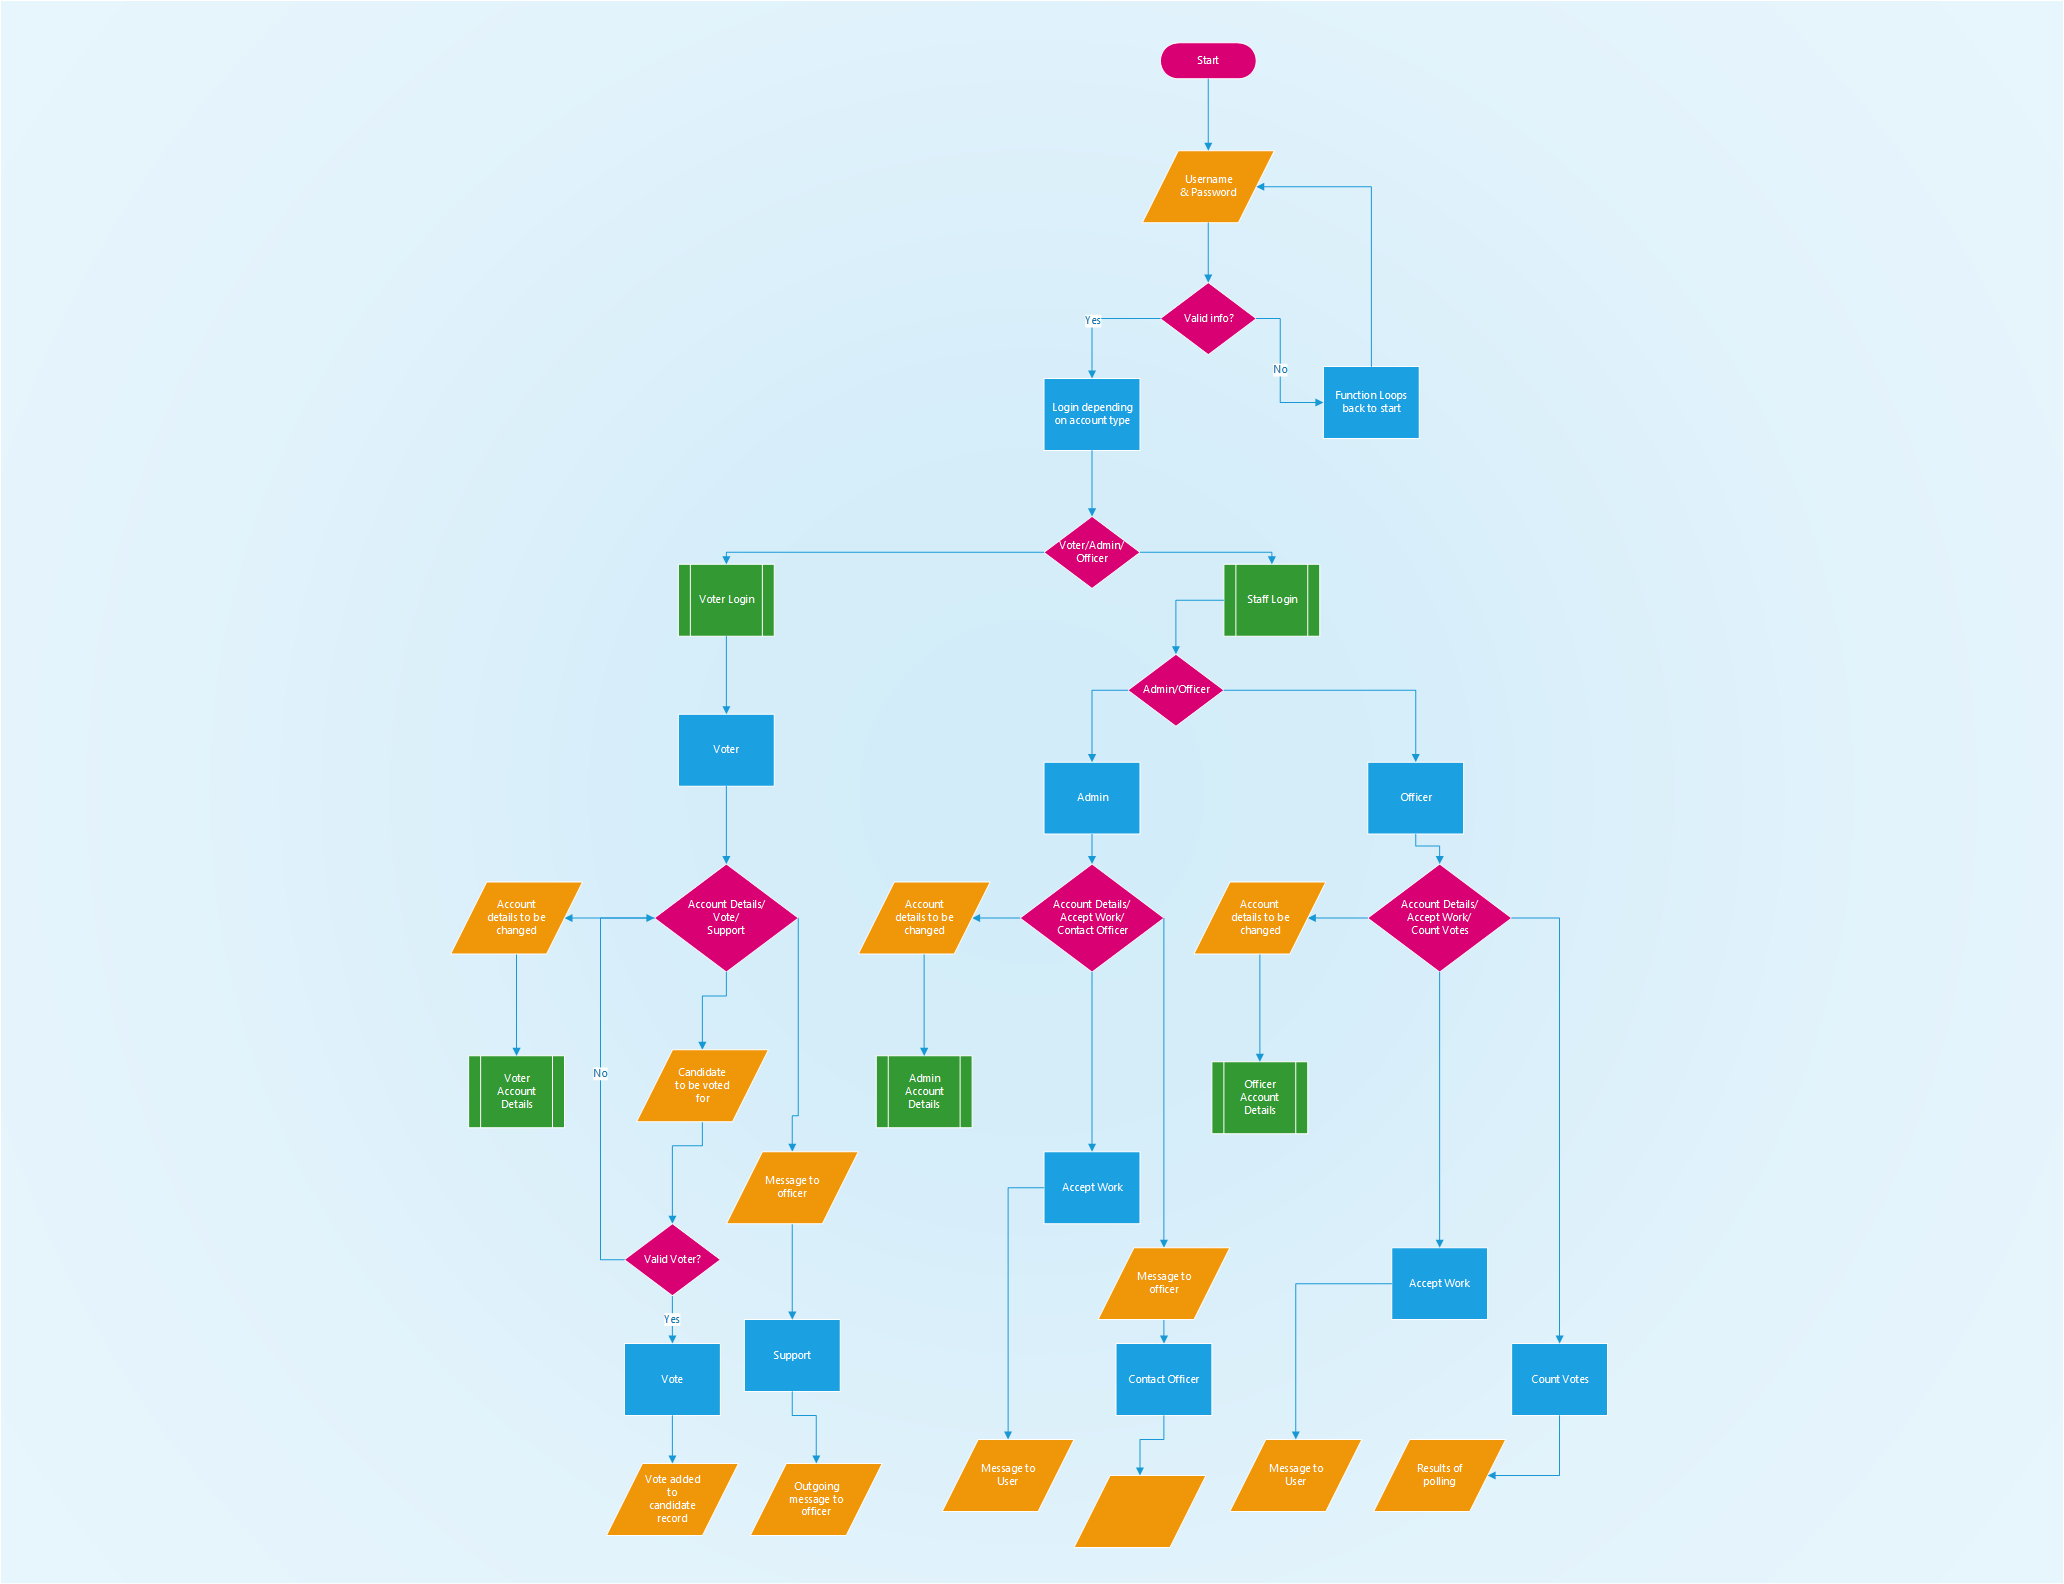 Start
Username
& Password
Valid info?
Yes
No
Login depending
on account type
Function Loops
back to start
Voter/Admin/
Officer
Voter Login
Staff Login
Admin/Officer
Voter
Admin
Officer
Account
details to be
changed
Account Details/
Vote/
Support
Account
details to be
changed
Account Details/
Accept Work/
Contact Officer
Account
details to be
changed
Account Details/
Accept Work/
Count Votes
No
Voter
Account
Details
Candidate
to be voted
for
Admin
Account
Details
Officer
Account
Details
Message to
officer
Accept Work
Valid Voter?
Message to
officer
Accept Work
Yes
Support
Vote
Contact Officer
Count Votes
Message to
User
Message to
User
Results of
polling
Vote added
to
candidate
record
Outgoing
message to
officer